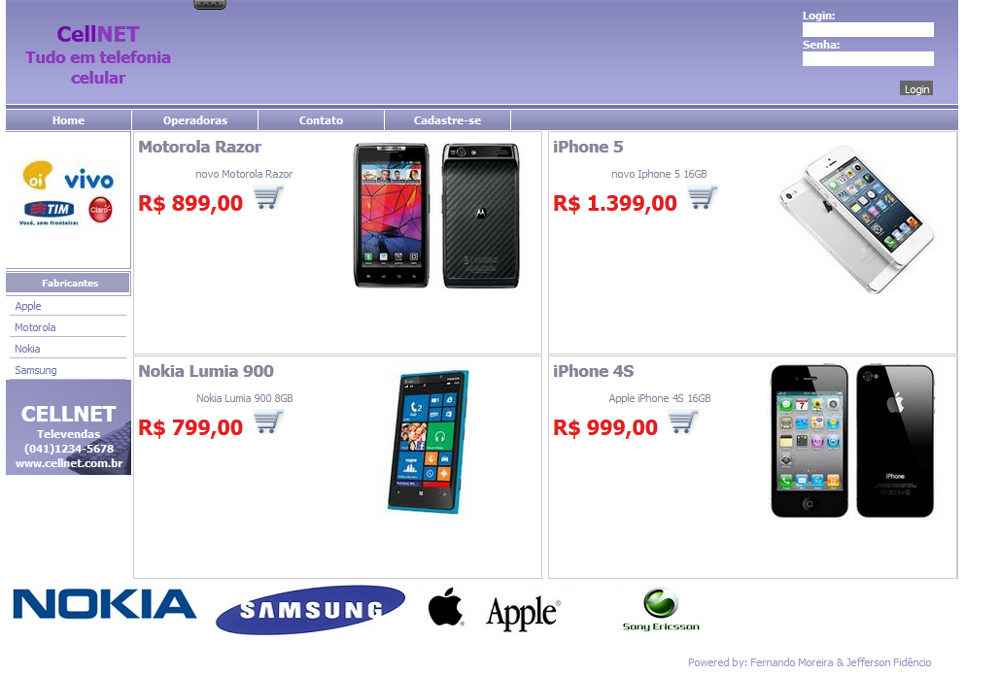 CellNET
Tudo em telefonia
celular
Login:
Senha:
Login
Home
Operadoras
Contato
Cadastre-se
oi
vivo
TIM
Claro
Você, sem fronteiras
Fabricantes
Apple
Motorola
Nokia
Samsung
CELLNET
Televendas
(041)1234-5678
www.cellnet.com.br
Motorola Razor
novo Motorola Razor
R$ 899,00
iPhone 5
novo Iphone 5 16GB
R$ 1.399,00
Nokia Lumia 900
Nokia Lumia 900 8GB
R$ 799,00
NOKIA
iPhone 4S
Apple iPhone 4S 16GB
R$ 999,00
iPhone
NOKIA
SAMSUNG
Apple
Sony Ericsson
Powered by: Fernando Moreira & Jefferson Fidêncio